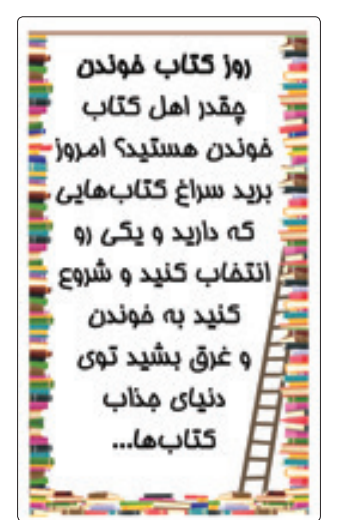 روز کتاب خوندن
چقدر اهل کتاب
خوندن هستید؟ امروز
برید سراغ کتاب‌هایی
که دارید و یکی رو
انتخاب کنید و شروع
کنید به خوندن
و غرق بشید توی
دنیای جذاب
کتاب‌ها...